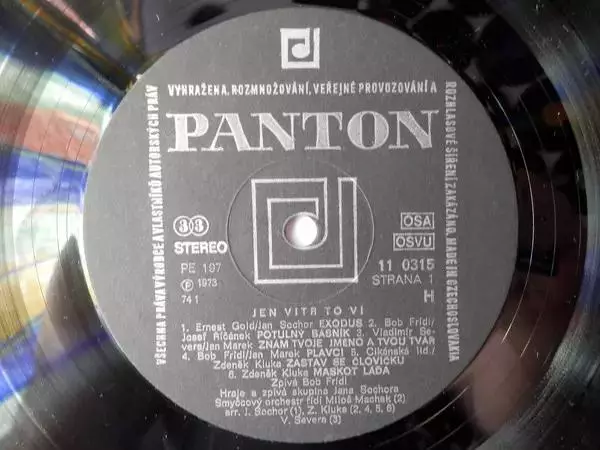 VŠECHNA PRÁVA VÝROBCE A VLASTNÍKŮ AUTORSKÝCH PRÁV
VYHRAŽENA, ROZMNOŽOVÁNÍ, VEŘEJNÉ PROVOZOVÁNÍ A
ROZHLASOVÉ ŠÍŘENÍ ZAKÁZÁNO, MADE IN CZECHOSLOVAKIA
PANTON
33
STEREO
PE 197
Ⓟ 1973
74 1
OSA
OSVU
11 0315
STRANA 1
H
JEN VÍTR TO VÍ
1. Ernest Gold/Jan Sochor EXODUS 2. Bob Frídl/
Josef Říčánek POTULNÝ BÁSNÍK 3. Vladimír Se-
vera/Jan Marek ZNÁM TVOJE JMÉNO A TVOU TVÁŘ
4. Bob Frídl/Jan Marek PLAVCI 5. Cikánská lid./
Zdeněk Kluka ZASTAV SE ČLOVÍČKU
6. Zdeněk Kluka MASKOT LAĎA
Zpívá Bob Frídl
Hraje a zpívá skupina Jana Sochora
Smyčcový orchestr řídí Miloš Machek (2)
arr. J. Sochor (1), Z. Kluka (2, 4, 5, 6)
V. Severa (3)